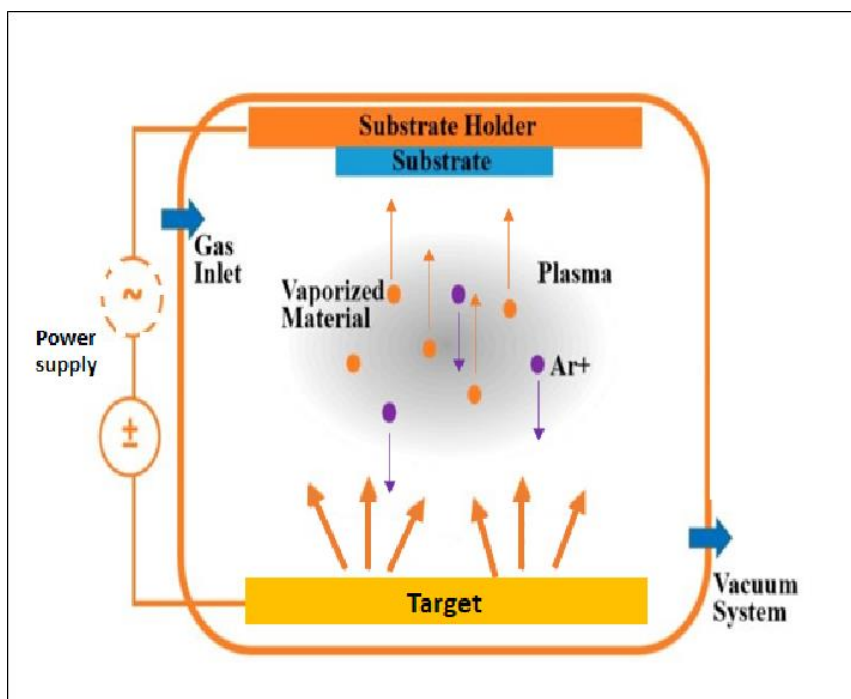 Substrate Holder
Substrate
Gas
Inlet
Vaporized
Material
Plasma
~
Power
supply
Ar+
±
Target
Vacuum
System